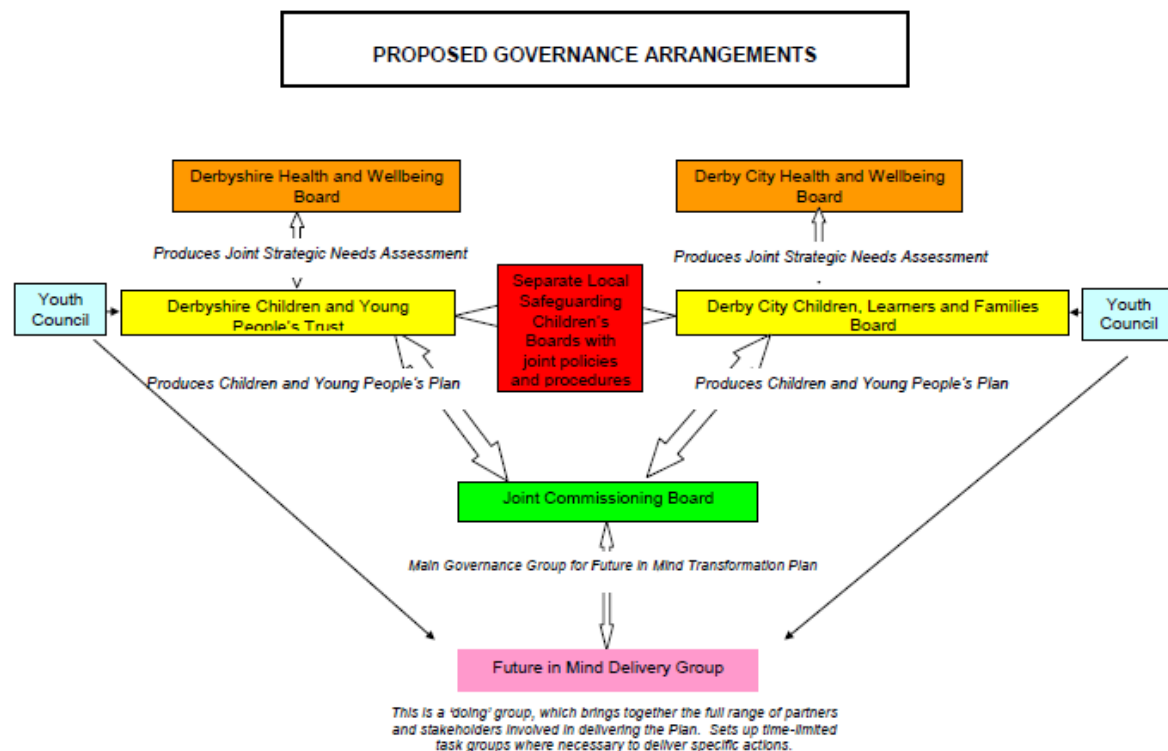 PROPOSED GOVERNANCE ARRANGEMENTS
Derbyshire Health and Wellbeing
Board
Derby City Health and Wellbeing
Board
Produces Joint Strategic Needs Assessment
Produces Joint Strategic Needs Assessment
Youth
Council
Derbyshire Children and Young
People's Trust
Separate Local
Safeguarding
Children's
Boards with
joint policies
and procedures
Derby City Children, Learners and Families
Board
Youth
Council
Produces Children and Young People's Plan
Produces Children and Young People's Plan
Joint Commissioning Board
Main Governance Group for Future in Mind Transformation Plan
Future in Mind Delivery Group
This is a 'doing' group, which brings together the full range of partners
and stakeholders involved in delivering the Plan. Sets up time-limited
task groups where necessary to deliver specific actions.